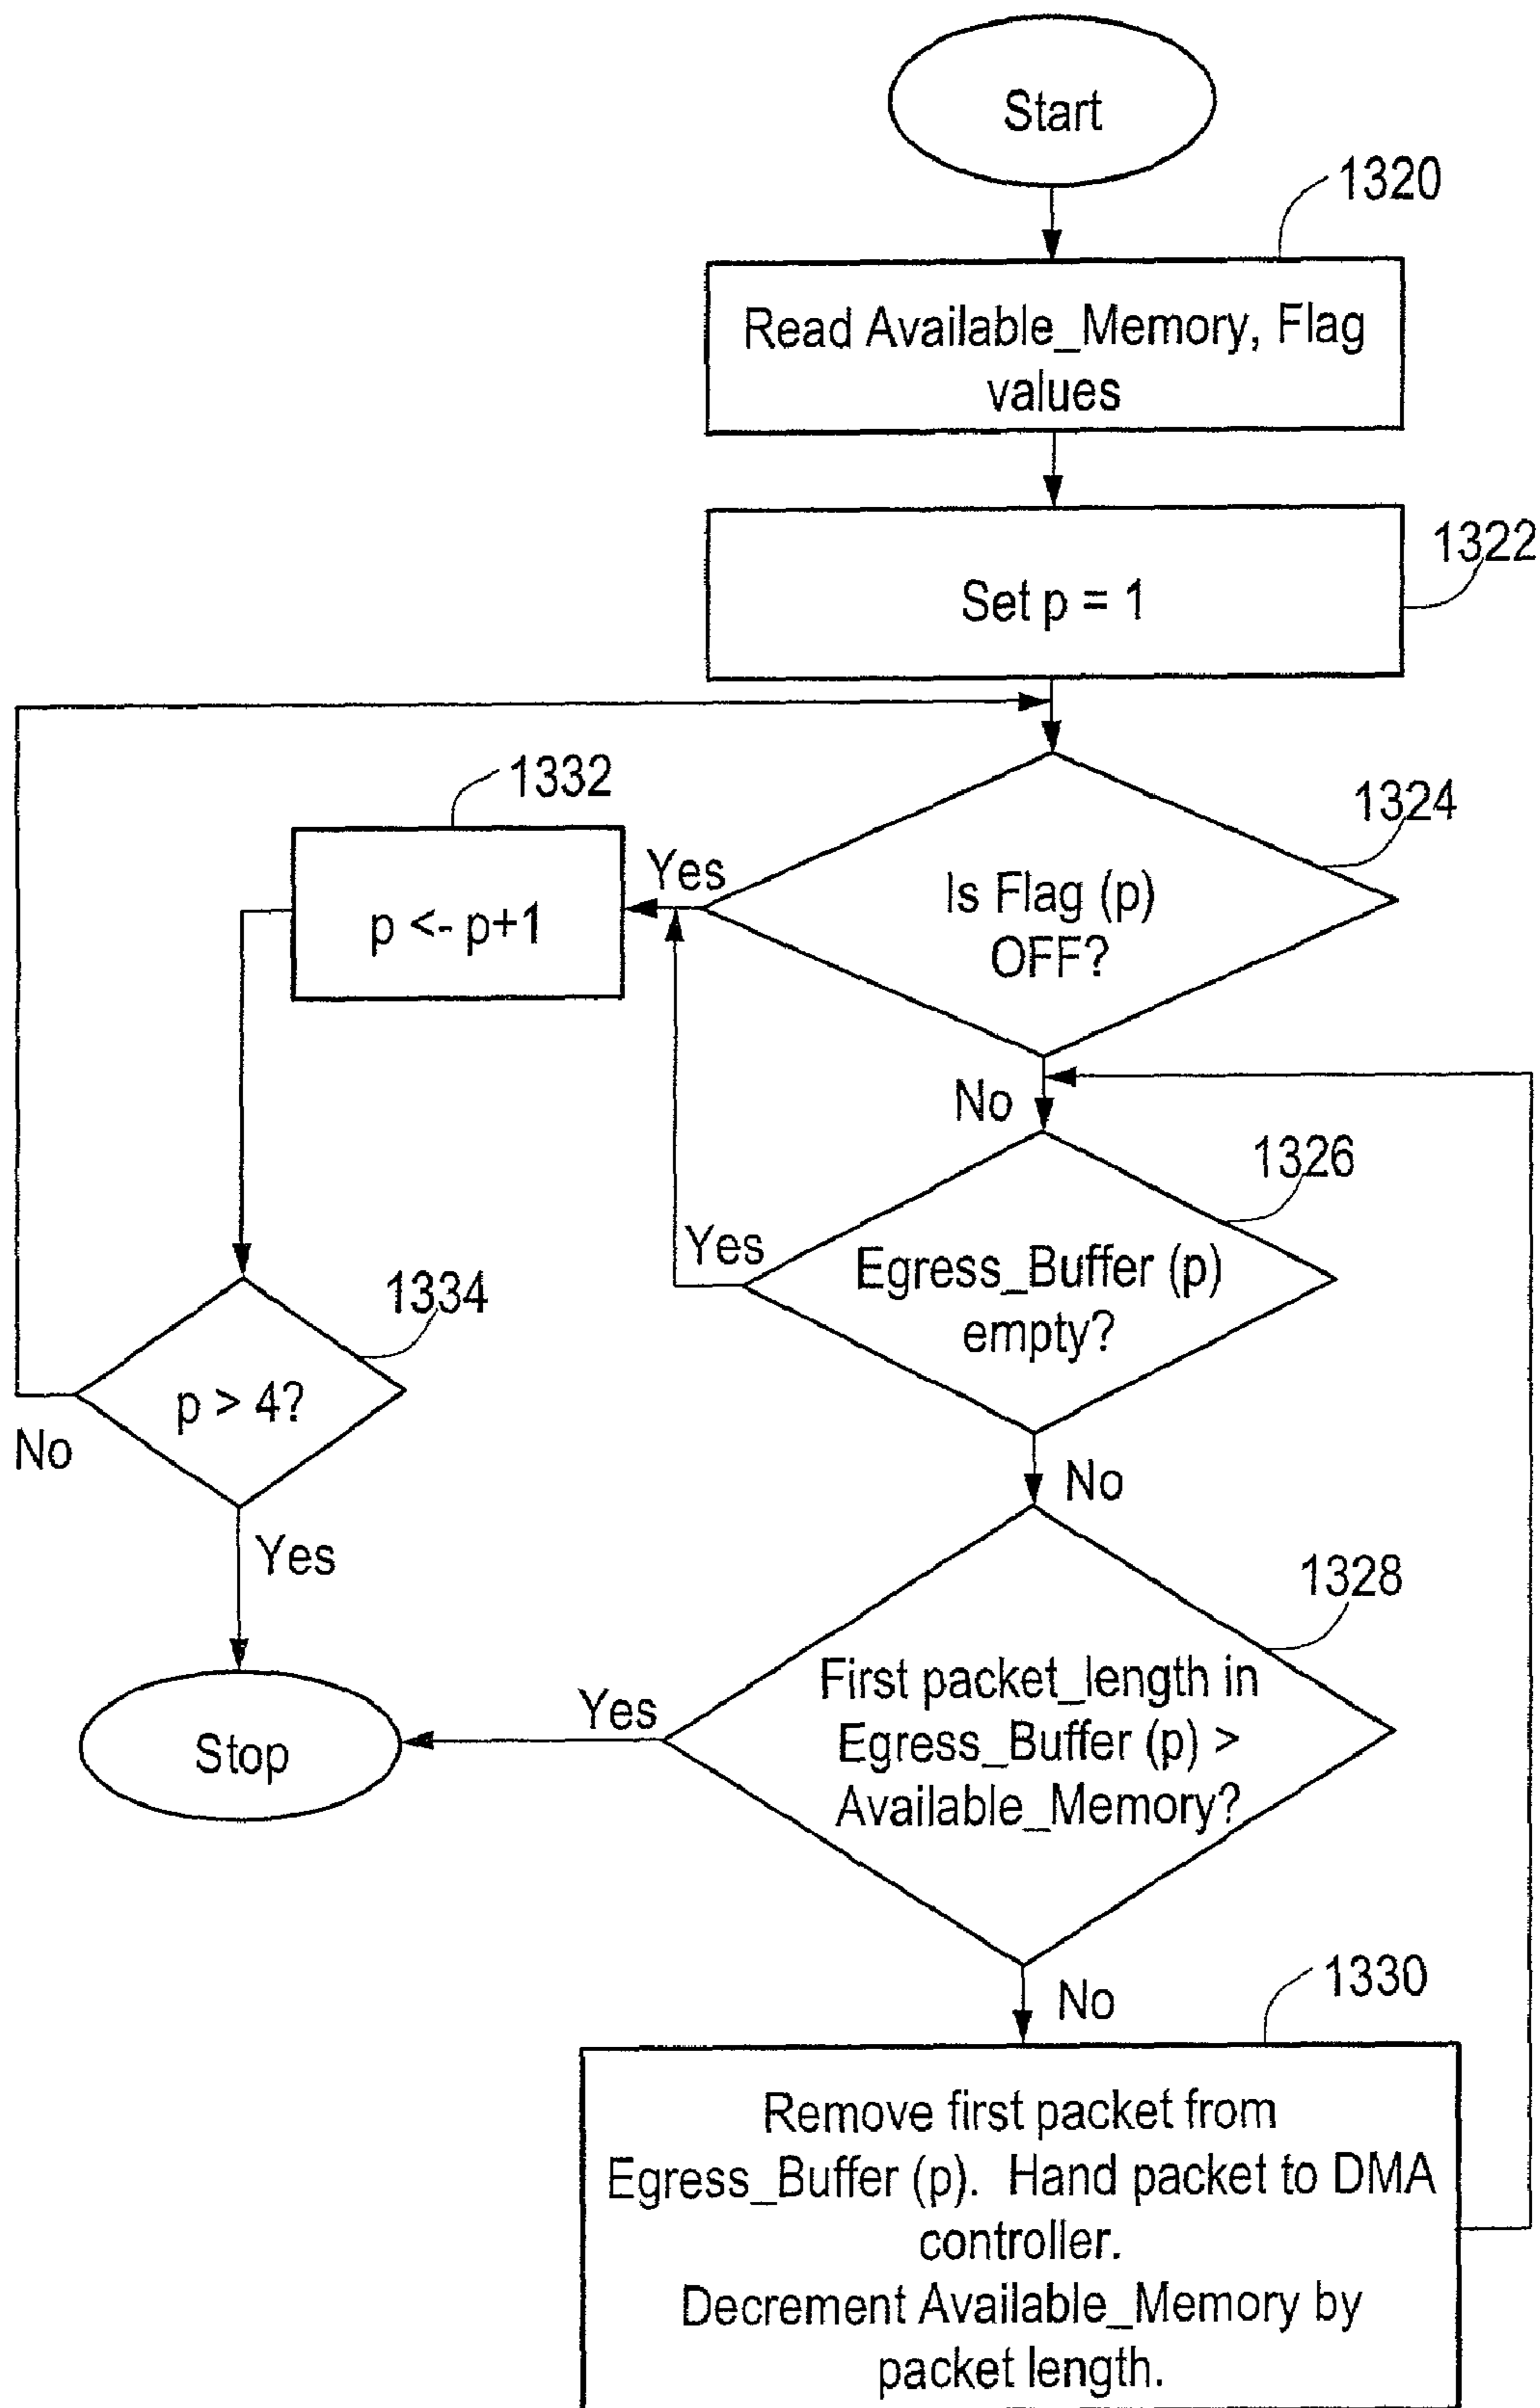 Start
1320
Read Available_Memory, Flag
values
1322
Set p = 1
1332
1324
Yes
p <- p+1
Is Flag (p)
OFF?
No
1326
Yes
Egress_Buffer (p)
empty?
1334
p > 4?
No
No
Yes
1328
First packet_length in
Egress_Buffer (p) >
Available_Memory?
Yes
Stop
No
1330
Remove first packet from
Egress_Buffer (p).  Hand packet to DMA
controller.
Decrement Available_Memory by
packet length.